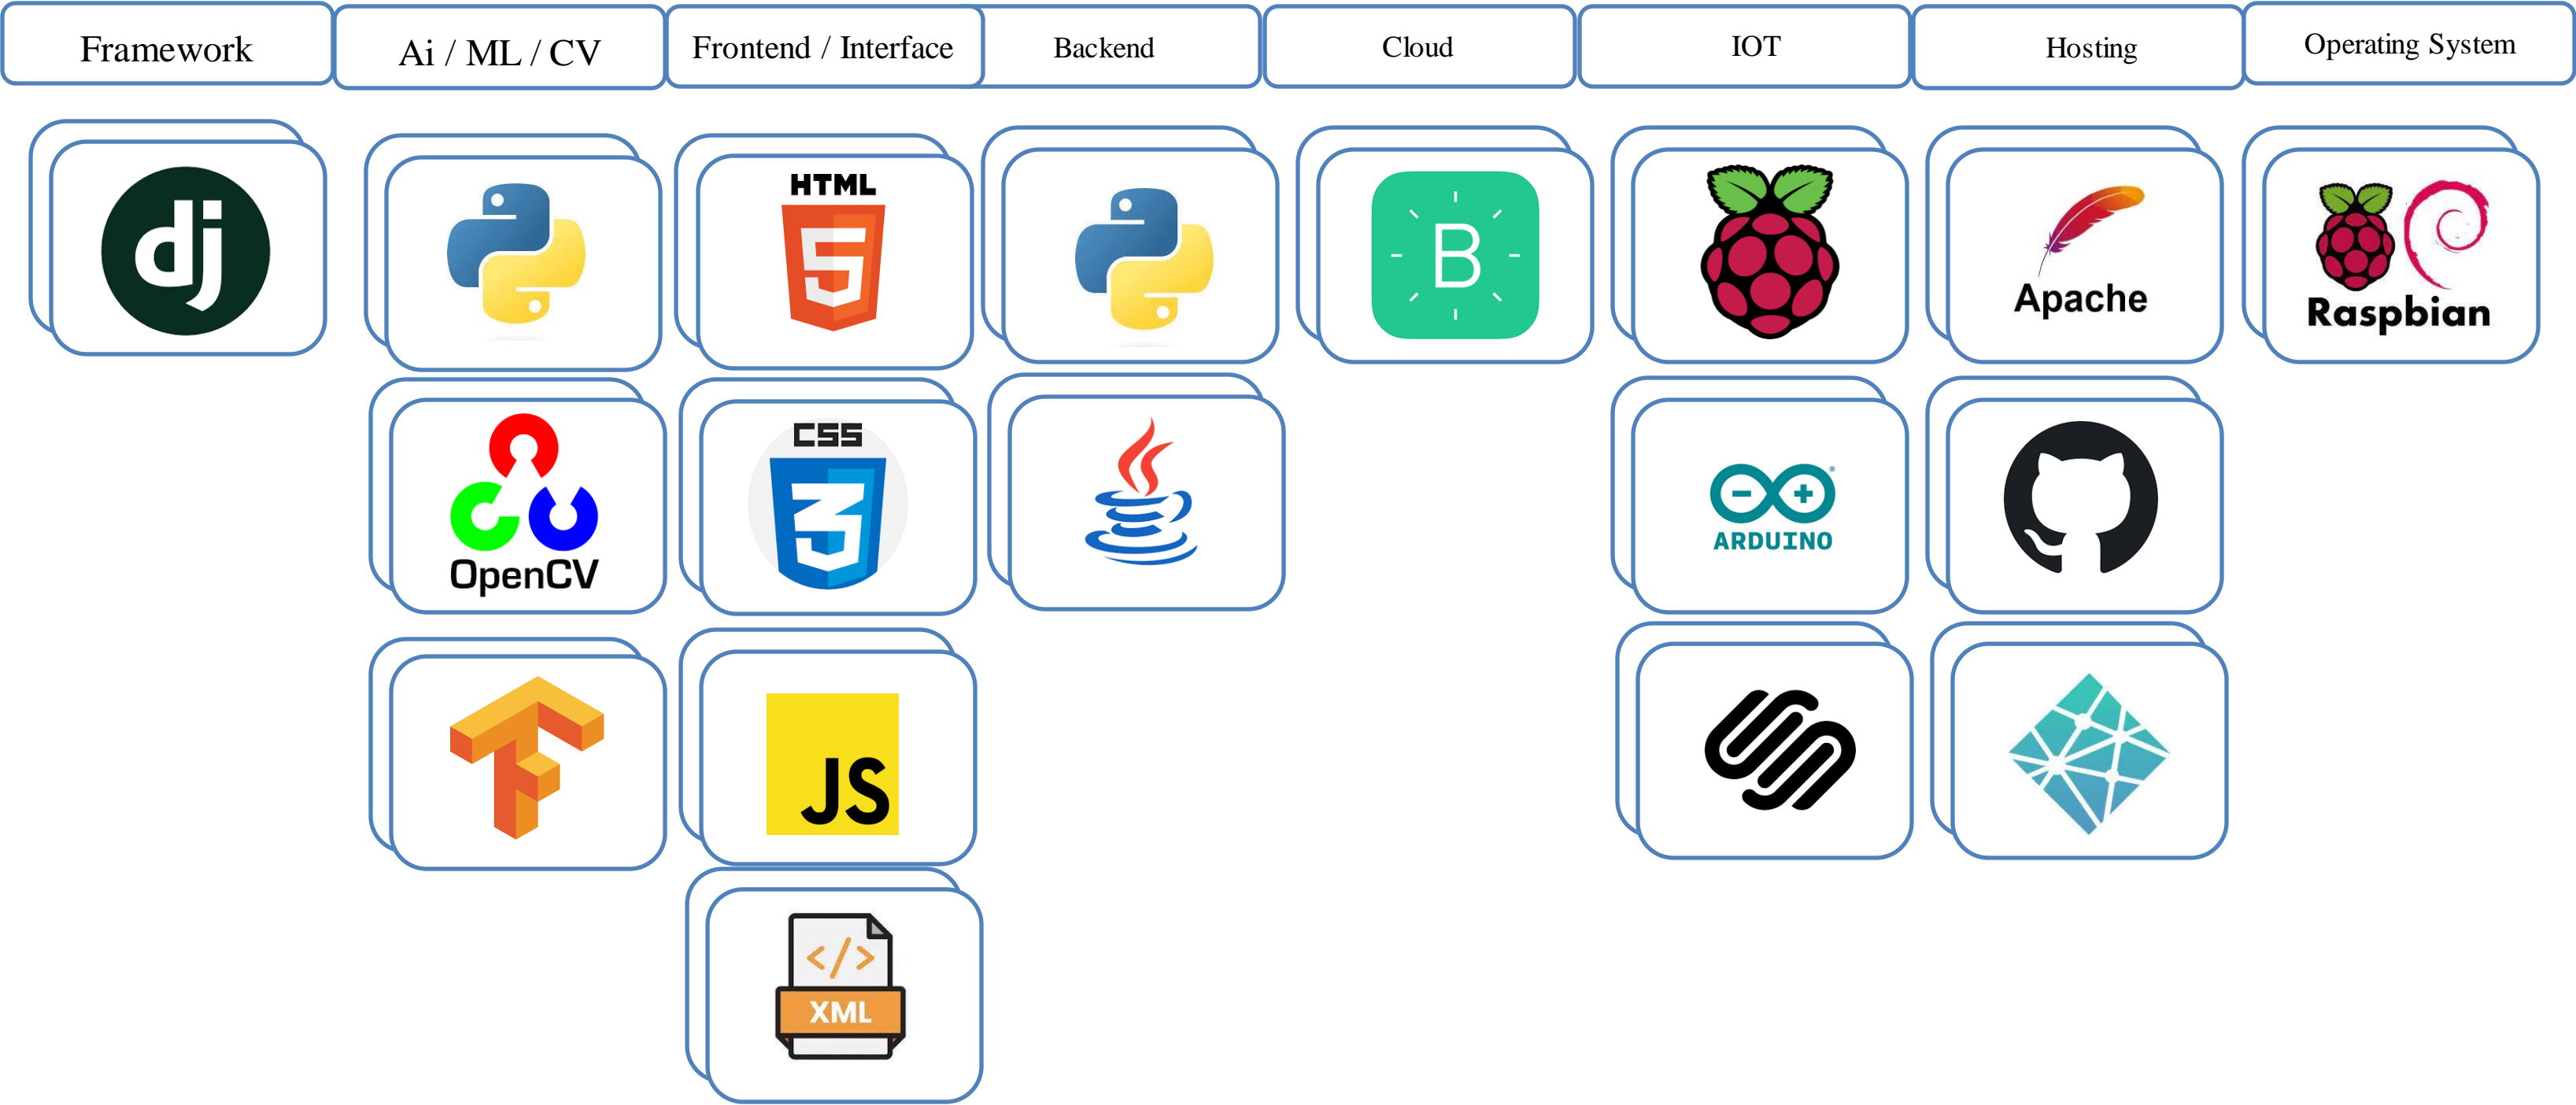 Framework
Ai / ML / CV
Frontend / Interface
Backend
Cloud
IOT
Hosting
Operating System
dj
HTML
5
B
Apache
Raspbian
OpenCV
CSS
3
ARDUINO
JS
</>
XML